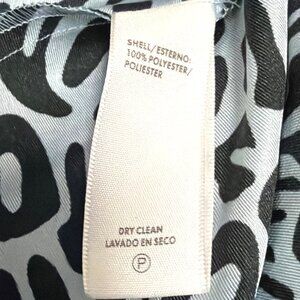 SHELL/ESTERNO:
100% POLYESTER/
POLIESTER
DRY CLEAN
LAVADO EN SECO
P